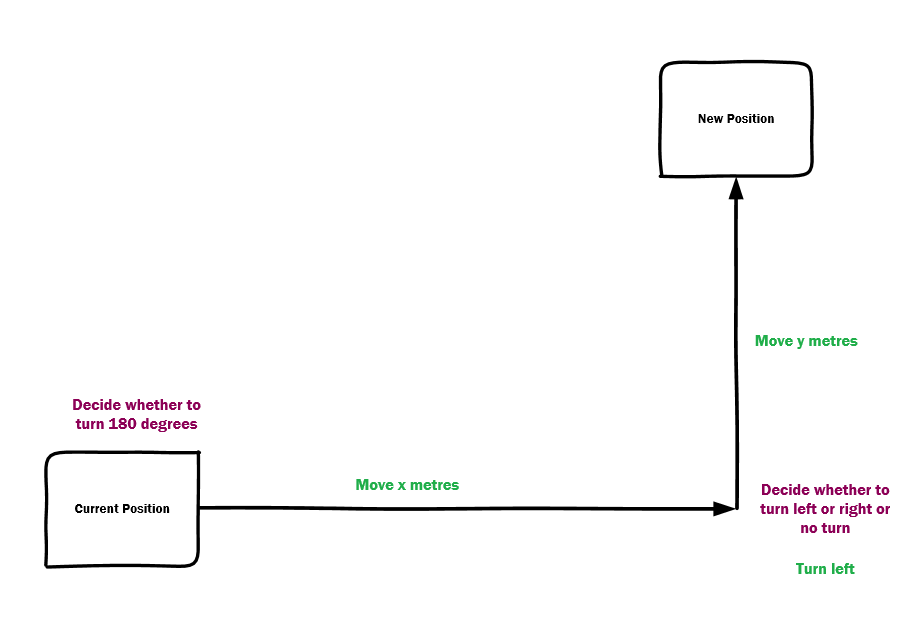 New Position
Move y metres
Decide whether to
turn 180 degrees
Current Position
Move x metres
Decide whether to
turn left or right or
no turn
Turn left